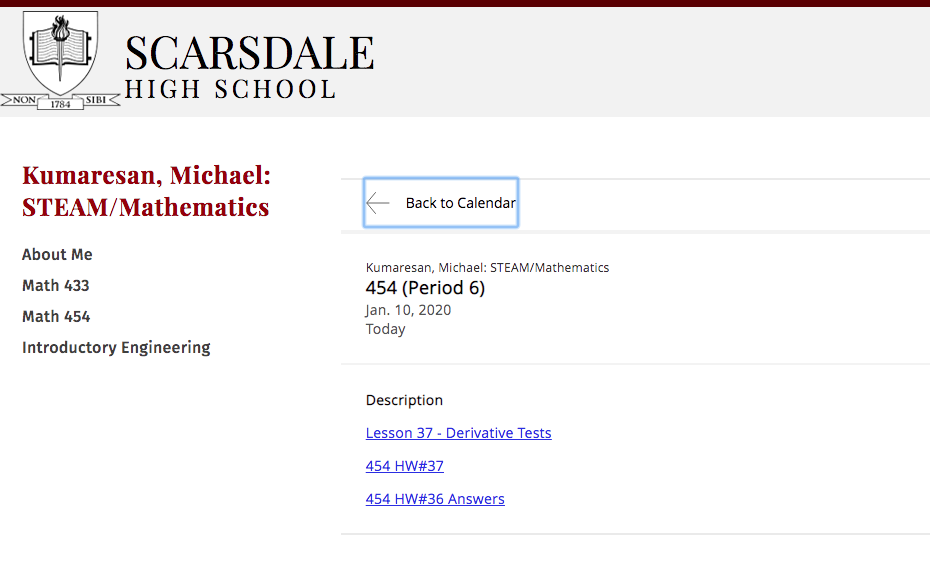 NON 1784 SIBI
SCARSDALE
HIGH SCHOOL
Kumaresan, Michael:
STEAM/Mathematics
About Me
Math 433
Math 454
Introductory Engineering
Back to Calendar
Kumaresan, Michael: STEAM/Mathematics
454 (Period 6)
Jan. 10, 2020
Today
Description
Lesson 37 - Derivative Tests
454 HW#37
454 HW#36 Answers